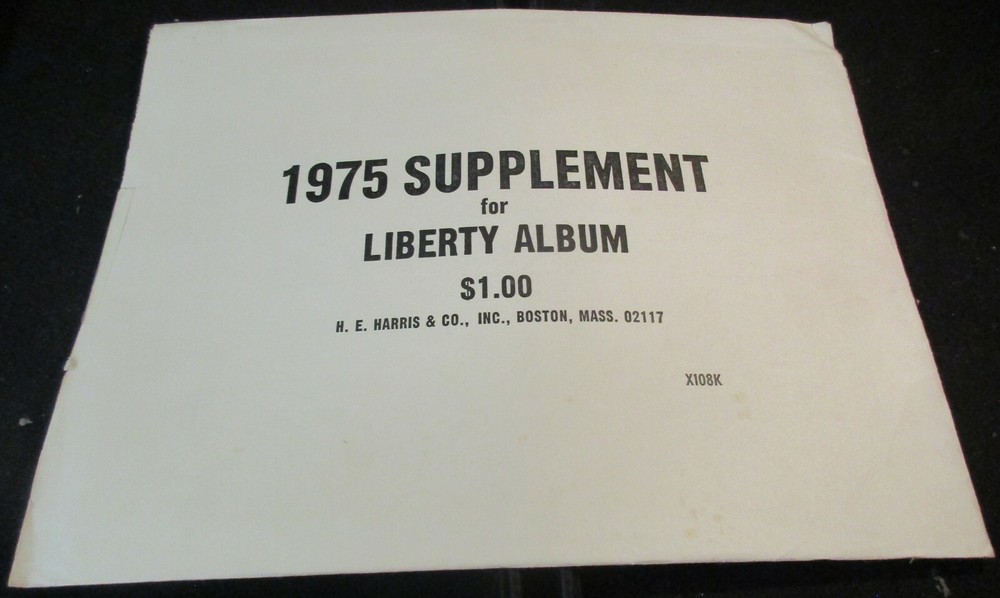 1975 SUPPLEMENT
for
LIBERTY ALBUM
$1.00
H. E. HARRIS & CO., INC., BOSTON, MASS. 02117
X108K